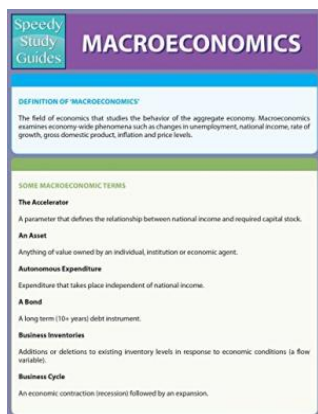 Speedy
Study
Guides
MACROECONOMICS
DEFINITION OF 'MACROECONOMICS'
The field of economics that studies the behavior of the aggregate economy. Macroeconomics
examines economy-wide phenomena such as changes in unemployment, national income, rate of
growth, gross domestic product, inflation and price levels.
SOME MACROECONOMIC TERMS
The Accelerator
A parameter that defines the relationship between national income and required capital stock.
An Asset
Anything of value owned by an individual, institution or economic agent.
Autonomous Expenditure
Expenditure that takes place independent of national income.
A Bond
A long term (10+ years) debt instrument.
Business Inventories
Additions or deletions to existing inventory levels in response to economic conditions (a flow
variable).
Business Cycle
An economic contraction (recession) followed by an expansion.